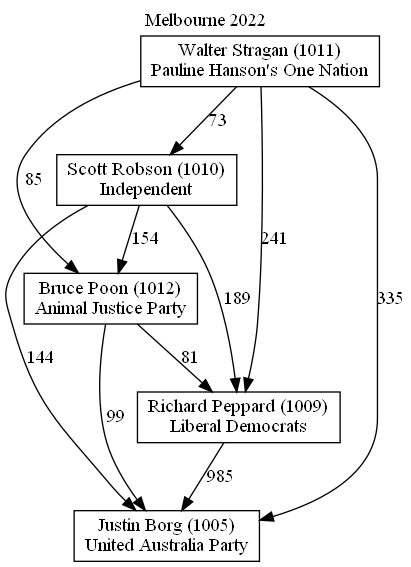 Melbourne 2022
Walter Stragan (1011)
Pauline Hanson's One Nation
73
Scott Robson (1010)
Independent
85
154
241
335
Bruce Poon (1012)
Animal Justice Party
189
144
81
99
Richard Peppard (1009)
Liberal Democrats
985
Justin Borg (1005)
United Australia Party